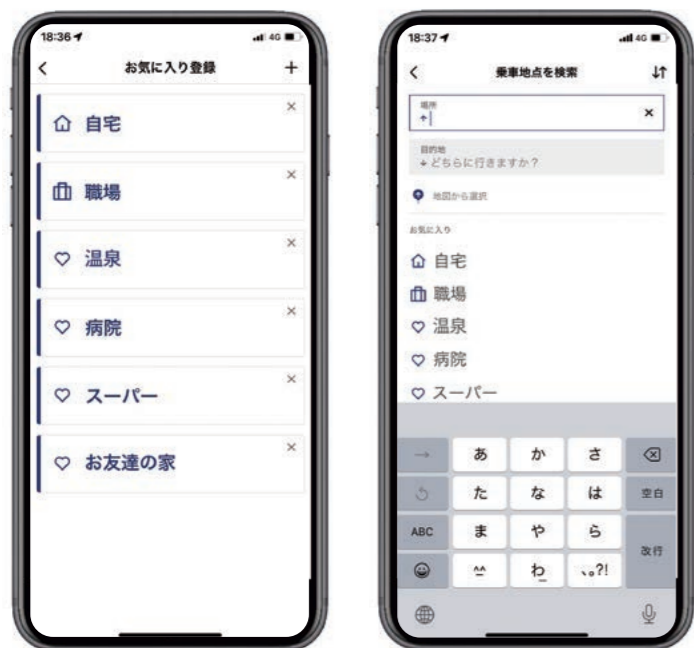 18:36
4G
お気に入り登録
+
×
自宅
×
職場
×
温泉
×
病院
×
スーパー
×
お友達の家
18:37
4G
乗車地点を検索
場所
×
目的地
どちらに行きますか？
地図から選択
お気に入り
自宅
職場
温泉
病院
スーパー
→ あ か さ
た な は 空白
ABC ま や ら
改行
^^ わ_ 、。?!